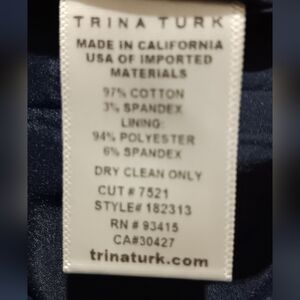 TRINA TURK
MADE IN CALIFORNIA
USA OF IMPORTED
MATERIALS
97% COTTON
3% SPANDEX
LINING:
94% POLYESTER
6% SPANDEX
DRY CLEAN ONLY
CUT # 7521
STYLE# 182313
RN # 93415
CA#30427
trinaturk.com